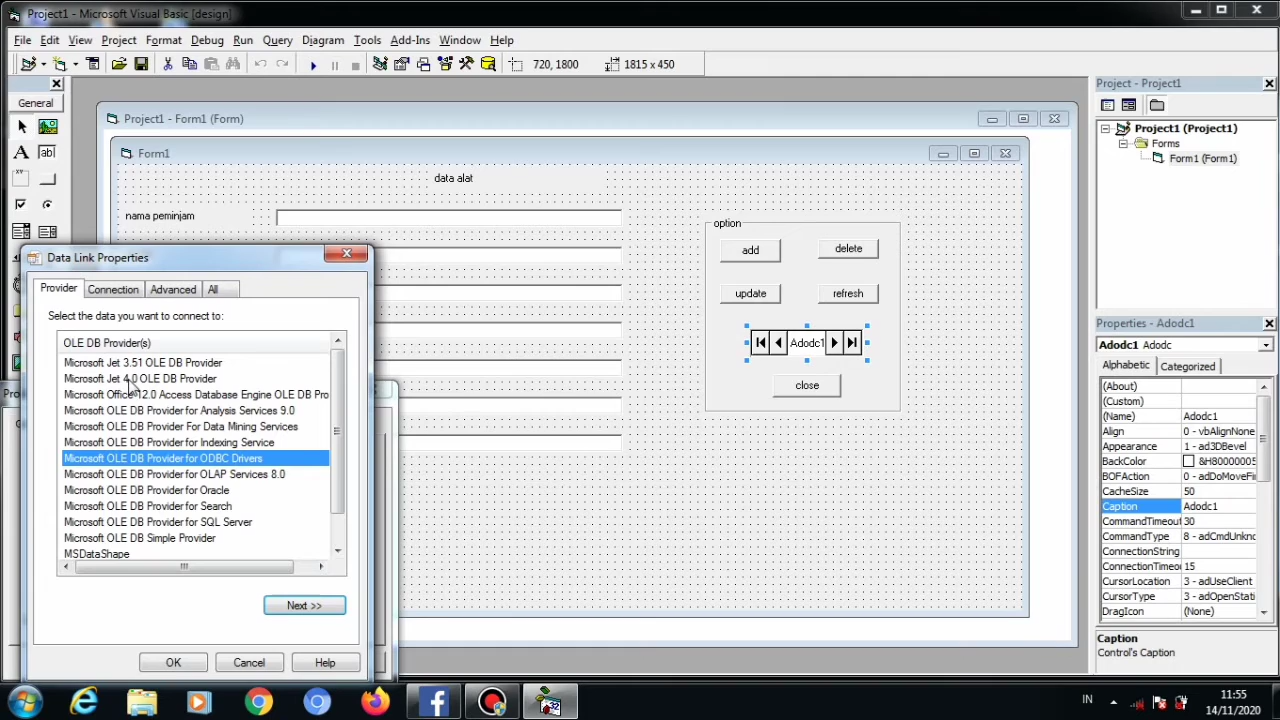 Project1 - Microsoft Visual Basic [design]
File Edit View Project Format Debug Run Query Diagram Tools Add-Ins Window Help
720, 1800
1815 x 450
General
A
ab|
Project1 - Form1 (Form)
Form1
data alat
nama peminjam
option
add
delete
update
refresh
Adodc1
close
Data Link Properties
Provider Connection Advanced All
Select the data you want to connect to:
OLE DB Provider(s)
Microsoft Jet 3.51 OLE DB Provider
Microsoft Jet 4.0 OLE DB Provider
Microsoft Office 12.0 Access Database Engine OLE DB Pro
Microsoft OLE DB Provider for Analysis Services 9.0
Microsoft OLE DB Provider For Data Mining Services
Microsoft OLE DB Provider for Indexing Service
Microsoft OLE DB Provider for ODBC Drivers
Microsoft OLE DB Provider for OLAP Services 8.0
Microsoft OLE DB Provider for Oracle
Microsoft OLE DB Provider for Search
Microsoft OLE DB Provider for SQL Server
Microsoft OLE DB Simple Provider
MSDataShape
Next >>
OK
Cancel
Help
Project - Project1
Project1 (Project1)
Forms
Form1 (Form1)
Properties - Adodc1
Adodc1 Adodc
Alphabetic Categorized
(About)
(Custom)
(Name) Adodc1
Align 0 - vbAlignNone
Appearance 1 - ad3DBevel
BackColor &H80000005
BOFAction 0 - adDoMoveFi
CacheSize 50
Caption Adodc1
CommandTimeout 30
CommandType 8 - adCmdUnkn
ConnectionString
ConnectionTimeo 15
CursorLocation 3 - adUseClient
CursorType 3 - adOpenStati
DragIcon (None)
Caption
Control's Caption
32
IN
11:55
14/11/2020